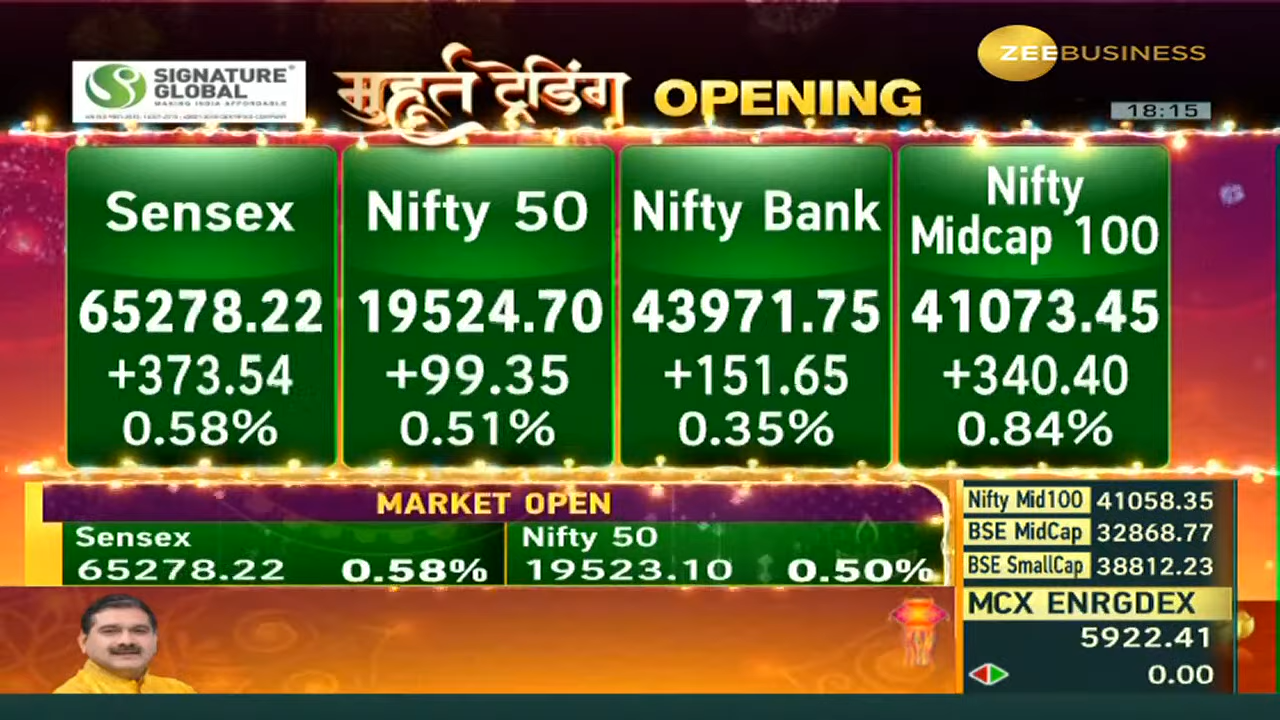 SIGNATURE GLOBAL
MAKING INDIA AFFORDABLE
मुहूर्त ट्रेडिंग OPENING
ZEEBUSINESS
18:15
Sensex
65278.22
+373.54
0.58%
Nifty 50
19524.70
+99.35
0.51%
Nifty Bank
43971.75
+151.65
0.35%
Nifty
Midcap 100
41073.45
+340.40
0.84%
MARKET OPEN
Sensex
65278.22 0.58%
Nifty 50
19523.10 0.50%
Nifty Mid100 41058.35
BSE MidCap 32868.77
BSE SmallCap 38812.23
MCX ENRGDEX
5922.41
0.00